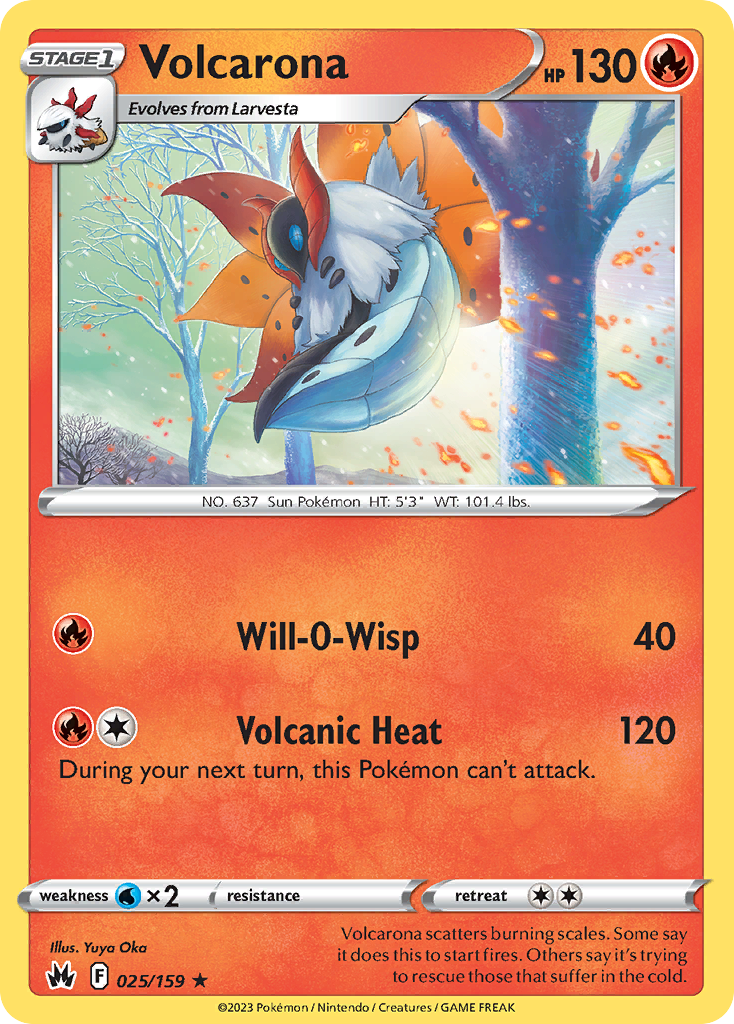 STAGE1
Volcarona
HP 130
Evolves from Larvesta
NO. 637 Sun Pokémon HT: 5'3" WT: 101.4 lbs.
Will-O-Wisp 40
Volcanic Heat 120
During your next turn, this Pokémon can't attack.
weakness ×2 resistance retreat
Illus. Yuya Oka
Volcarona scatters burning scales. Some say
it does this to start fires. Others say it's trying
to rescue those that suffer in the cold.
F 025/159 ★
©2023 Pokémon / Nintendo / Creatures / GAME FREAK